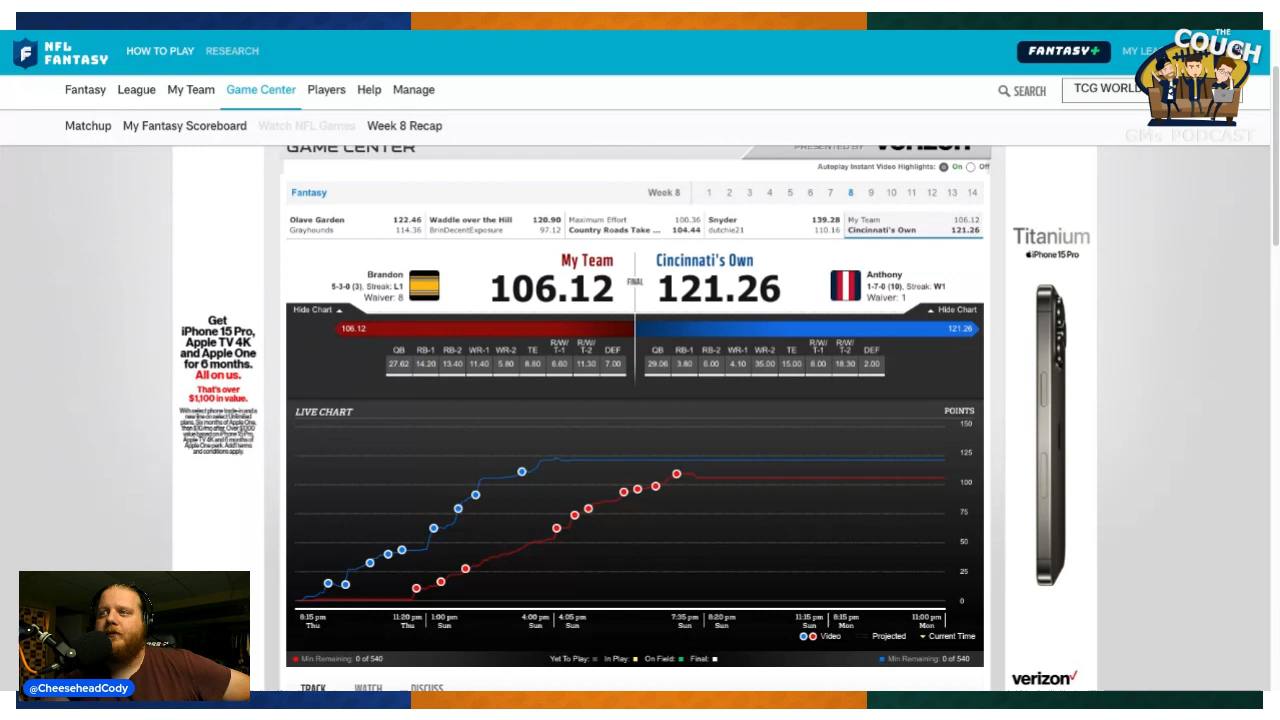 NFL
FANTASY
HOW TO PLAY RESEARCH
FANTASY+ MY LEA
THE
COUCH
GMs PODCAST
Fantasy League My Team Game Center Players Help Manage
SEARCH
TCG WORLD
Matchup My Fantasy Scoreboard Watch NFL Games Week 8 Recap
GAME CENTER
PRESENTED BY verizon
Autoplay Instant Video Highlights: On Off
Fantasy Week 8 1 2 3 4 5 6 7 8 9 10 11 12 13 14
Olave Garden 122.46 Waddle over the Hill 120.90 Maximum Effort 100.36 Snyder 139.28 My Team 106.12
Grayhounds 114.36 BrinDecentExposure 97.12 Country Roads Take ... 104.44 dutchie21 110.16 Cincinnati's Own 121.26
My Team
Brandon
5-3-0 (3), Streak: L1
Waiver: 8
106.12
FINAL
Cincinnati's Own
121.26
Anthony
1-7-0 (10), Streak: W1
Waiver: 1
Hide Chart Hide Chart
106.12 121.26
QB RB-1 RB-2 WR-1 WR-2 TE R/W/T-1 R/W/T-2 DEF
27.62 14.20 13.40 11.40 5.80 8.80 6.60 11.30 7.00
QB RB-1 RB-2 WR-1 WR-2 TE R/W/T-1 R/W/T-2 DEF
29.06 3.80 6.00 4.10 35.00 15.00 8.00 18.30 2.00
LIVE CHART POINTS
150
125
100
75
50
25
0
8:15 pm 11:20 pm 1:00 pm 4:00 pm 4:05 pm 7:35 pm 8:20 pm 11:15 pm 8:15 pm 11:00 pm
Thu Thu Sun Sun Sun Sun Sun Sun Mon Mon
Video Projected Current Time
Min Remaining: 0 of 540 Yet To Play: In Play: On Field: Final: Min Remaining: 0 of 540
TRACK WATCH DISCUSS
Get
iPhone 15 Pro,
Apple TV 4K
and Apple One
for 6 months.
All on us.
That's over
$1,100 in value.
Titanium
iPhone 15 Pro
verizon
@CheeseheadCody